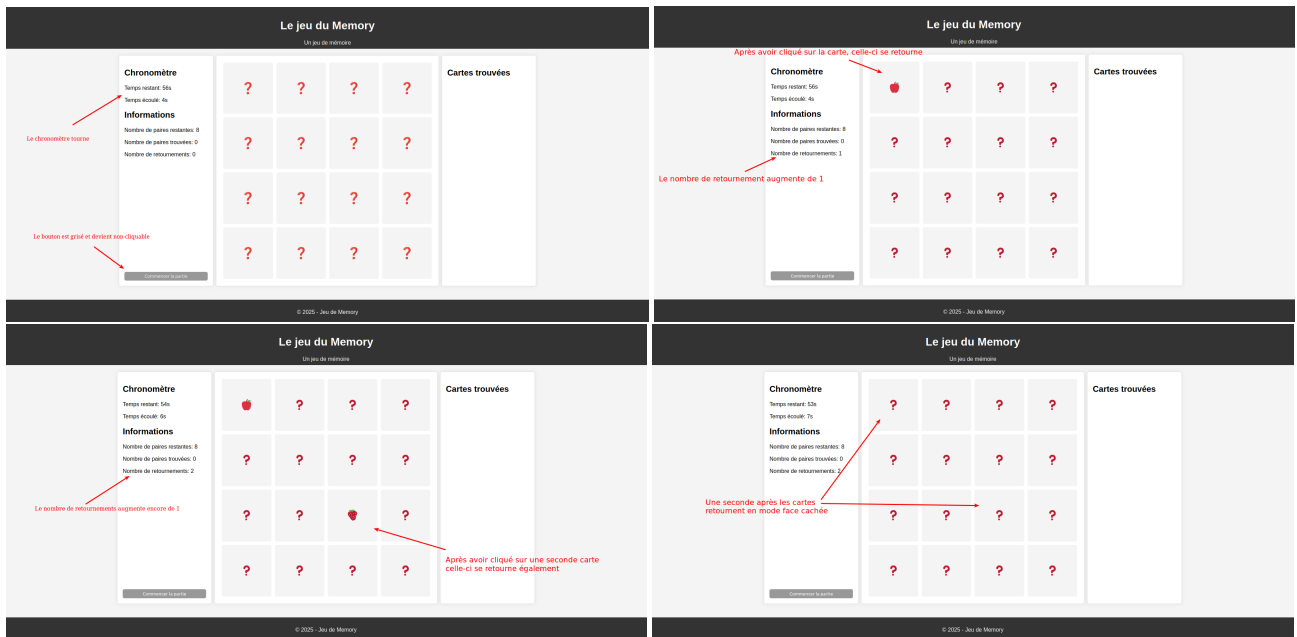 Le jeu du Memory
Un jeu de mémoire
Chronomètre
Temps restant: 56s
Temps écoulé: 4s
Informations
Nombre de paires restantes: 8
Nombre de paires trouvées: 0
Nombre de retournements: 0
Commencer la partie
Le chronomètre tourne
Le bouton est grisé et devient non-cliquable
❓ ❓ ❓ ❓
❓ ❓ ❓ ❓
❓ ❓ ❓ ❓
❓ ❓ ❓ ❓
Cartes trouvées
© 2025 - Jeu de Memory
Le jeu du Memory
Un jeu de mémoire
Après avoir cliqué sur la carte, celle-ci se retourne
Chronomètre
Temps restant: 56s
Temps écoulé: 4s
Informations
Nombre de paires restantes: 8
Nombre de paires trouvées: 0
Nombre de retournements: 1
Le nombre de retournement augmente de 1
Commencer la partie
? ? ?
? ? ? ?
? ? ? ?
? ? ? ?
Cartes trouvées
© 2025 - Jeu de Memory
Le jeu du Memory
Un jeu de mémoire
Chronomètre
Temps restant: 54s
Temps écoulé: 6s
Informations
Nombre de paires restantes: 8
Nombre de paires trouvées: 0
Nombre de retournements: 2
Le nombre de retournements augmente encore de 1
Commencer la partie
? ? ?
? ? ? ?
? ? ?
? ? ? ?
Cartes trouvées
Après avoir cliqué sur une seconde carte
celle-ci se retourne également
© 2025 - Jeu de Memory
Le jeu du Memory
Un jeu de mémoire
Chronomètre
Temps restant: 53s
Temps écoulé: 7s
Informations
Nombre de paires restantes: 8
Nombre de paires trouvées: 0
Nombre de retournements: 2
Une seconde après les cartes
retournent en mode face cachée
Commencer la partie
? ? ? ?
? ? ? ?
? ? ? ?
? ? ? ?
Cartes trouvées
© 2025 - Jeu de Memory